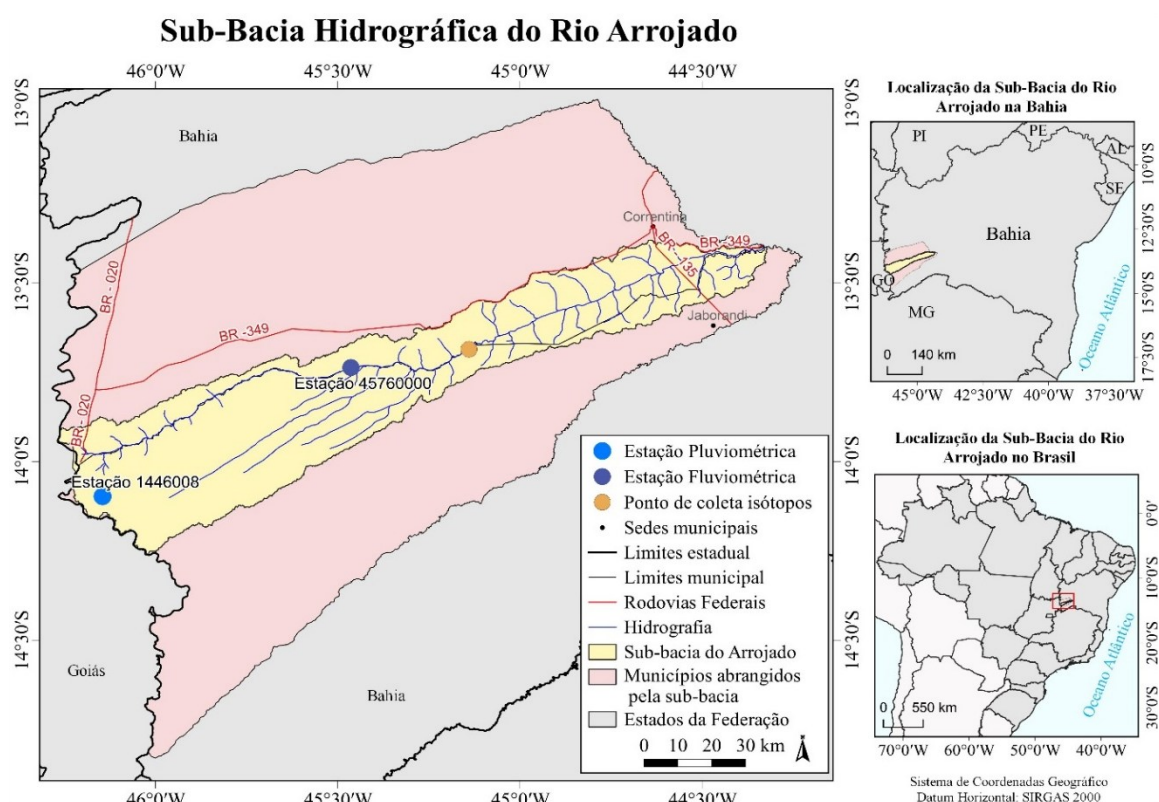 Sub-Bacia Hidrográfica do Rio Arrojado
46°0'W 45°30'W 45°0'W 44°30'W
13°0'S
13°30'S
14°0'S
14°30'S
Bahia
Correntina
BR -349
BR - 135
BR - 020
BR -349
Jaborandi
Estação 45760000
BR - 020
Estação 1446008
Goiás
Bahia
Estação Pluviométrica
Estação Fluviométrica
Ponto de coleta isótopos
Sedes municipais
Limites estadual
Limites municipal
Rodovias Federais
Hidrografia
Sub-bacia do Arrojado
Municípios abrangidos
pela sub-bacia
Estados da Federação
0 10 20 30 km
N
13°0'S
13°30'S
14°0'S
14°30'S
46°0'W 45°30'W 45°0'W 44°30'W
Localização da Sub-Bacia do Rio
Arrojado na Bahia
PI
PE
AL
SE
Bahia
GO
MG
Oceano Atlântico
0 140 km
10°0'S
12°30'S
15°0'S
17°30'S
45°0'W 42°30'W 40°0'W 37°30'W
Localização da Sub-Bacia do Rio
Arrojado no Brasil
Oceano Atlântico
0 550 km
0°0'
10°0'S
20°0'S
30°0'S
70°0'W 60°0'W 50°0'W 40°0'W
Sistema de Coordenadas Geográfico
Datum Horizontal: SIRGAS 2000